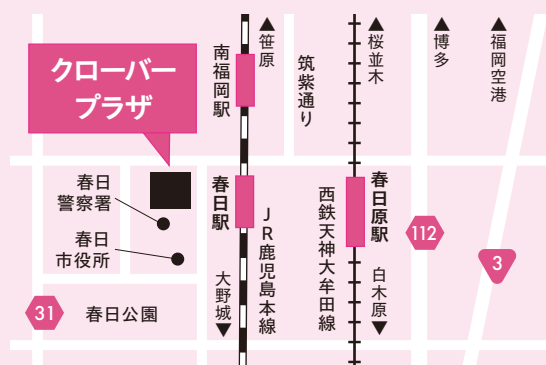 クローバー
プラザ
南福岡駅
▲笹原
筑紫通り
▲桜並木
▲博多
▲福岡空港
春日
警察署
春日
市役所
春日駅
JR鹿児島本線
西鉄天神大牟田線
春日原駅
112
3
大野城▼
白木原▼
31
春日公園